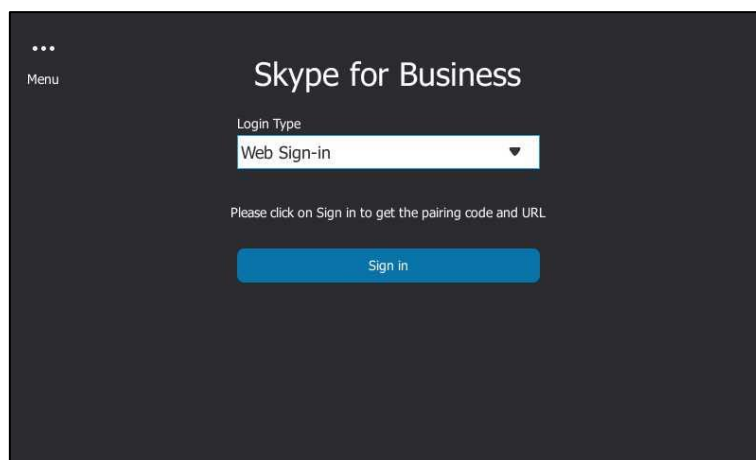 •••
Menu
Skype for Business
Login Type
Web Sign-in
Please click on Sign in to get the pairing code and URL
Sign in